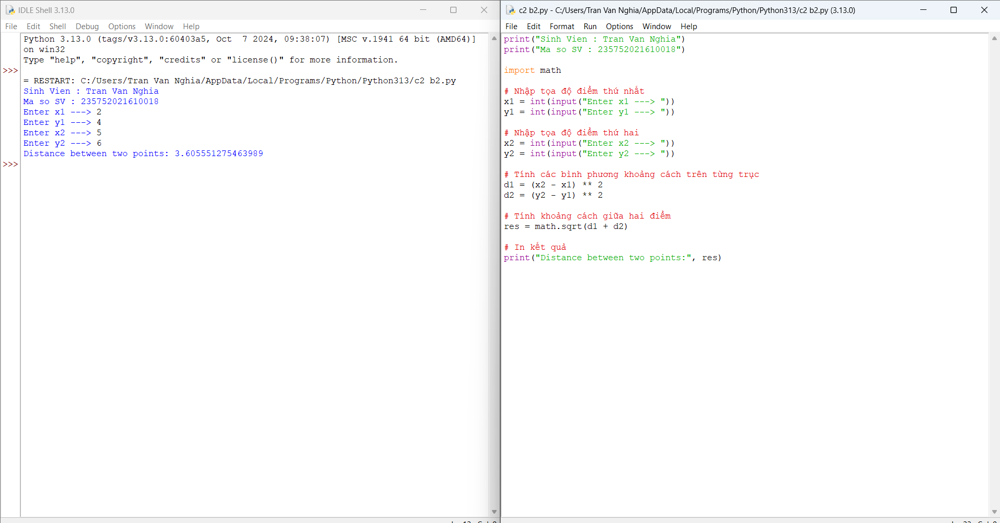 IDLE Shell 3.13.0
File Edit Shell Debug Options Window Help
Python 3.13.0 (tags/v3.13.0:60403a5, Oct  7 2024, 09:38:07) [MSC v.1941 64 bit (AMD64)]
on win32
Type "help", "copyright", "credits" or "license()" for more information.
>>>
= RESTART: C:/Users/Tran Van Nghia/AppData/Local/Programs/Python/Python313/c2 b2.py
Sinh Vien : Tran Van Nghia
Ma so SV : 235752021610018
Enter x1 ---> 2
Enter y1 ---> 4
Enter x2 ---> 5
Enter y2 ---> 6
Distance between two points: 3.605551275463989
>>>
c2 b2.py - C:/Users/Tran Van Nghia/AppData/Local/Programs/Python/Python313/c2 b2.py (3.13.0)
File Edit Format Run Options Window Help
print("Sinh Vien : Tran Van Nghia")
print("Ma so SV : 235752021610018")
import math
# Nhập tọa độ điểm thứ nhất
x1 = int(input("Enter x1 ---> "))
y1 = int(input("Enter y1 ---> "))
# Nhập tọa độ điểm thứ hai
x2 = int(input("Enter x2 ---> "))
y2 = int(input("Enter y2 ---> "))
# Tính các bình phương khoảng cách trên từng trục
d1 = (x2 - x1) ** 2
d2 = (y2 - y1) ** 2
# Tính khoảng cách giữa hai điểm
res = math.sqrt(d1 + d2)
# In kết quả
print("Distance between two points:", res)